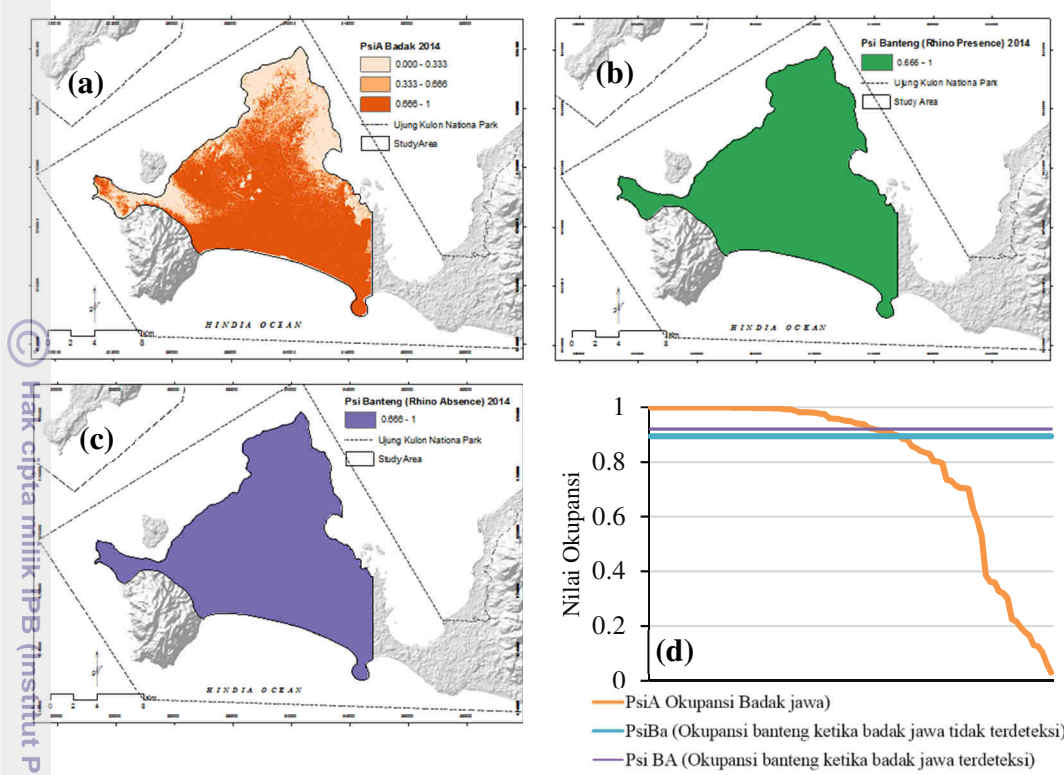 (a)
PsiA Badak 2014
0.000 - 0.333
0.333 - 0.666
0.666 - 1
Ujung Kulon Nationa Park
Study Area
HINDIA OCEAN
0 2 4 8
Km
(b)
Psi Banteng (Rhino Presence) 2014
0.666 - 1
Ujung Kulon Nationa Park
Study Area
HINDIA OCEAN
0 2 4 8
Km
(c)
Psi Banteng (Rhino Absence) 2014
0.666 - 1
Ujung Kulon Nationa Park
Study Area
HINDIA OCEAN
0 2 4 8
Km
Nilai Okupansi
1
0.8
0.6
0.4
0.2
0
(d)
PsiA Okupansi Badak jawa)
PsiBa (Okupansi banteng ketika badak jawa tidak terdeteksi)
Psi BA (Okupansi banteng ketika badak jawa terdeteksi)
© Hak cipta milik IPB (Institut P